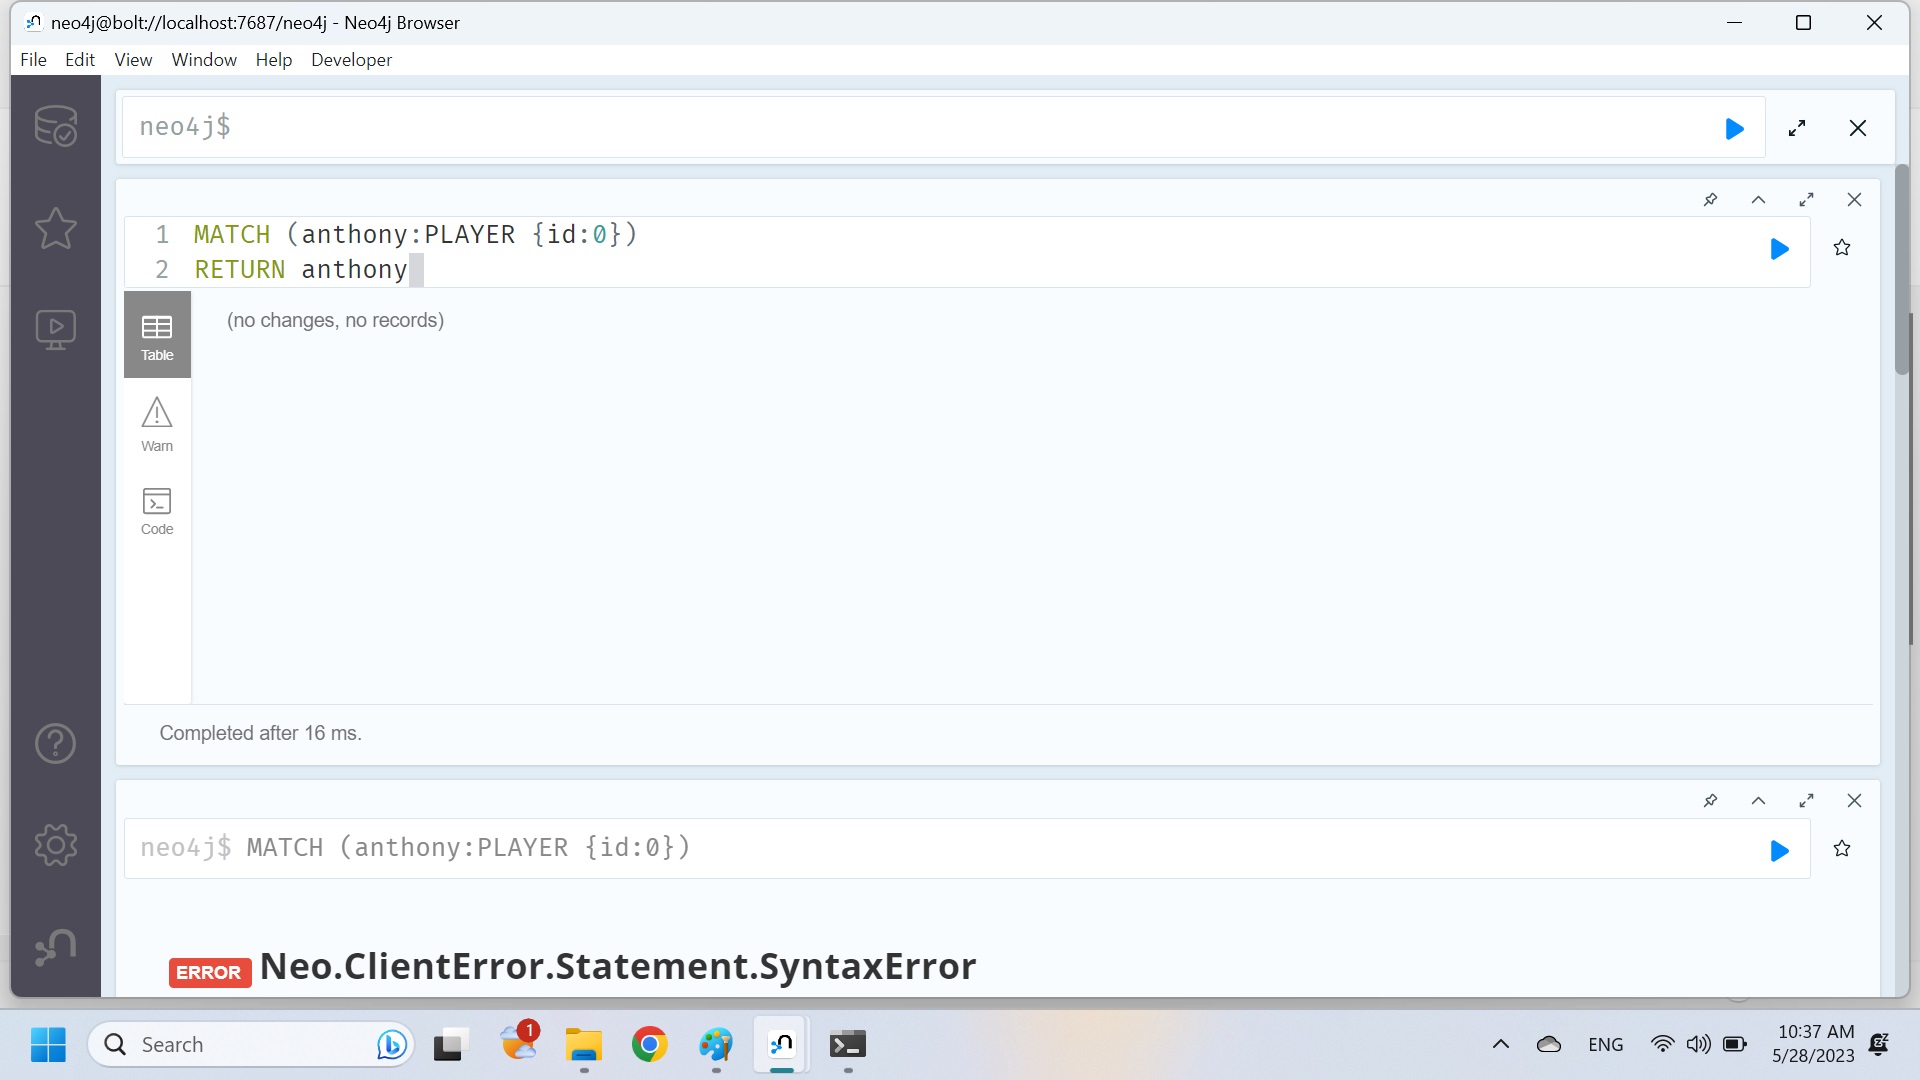 neo4j@bolt://localhost:7687/neo4j - Neo4j Browser
File Edit View Window Help Developer
neo4j$
1 MATCH (anthony:PLAYER {id:0})
2 RETURN anthony
Table
(no changes, no records)
Warn
Code
Completed after 16 ms.
neo4j$ MATCH (anthony:PLAYER {id:0})
ERROR Neo.ClientError.Statement.SyntaxError
Search
1
ENG
10:37 AM
5/28/2023